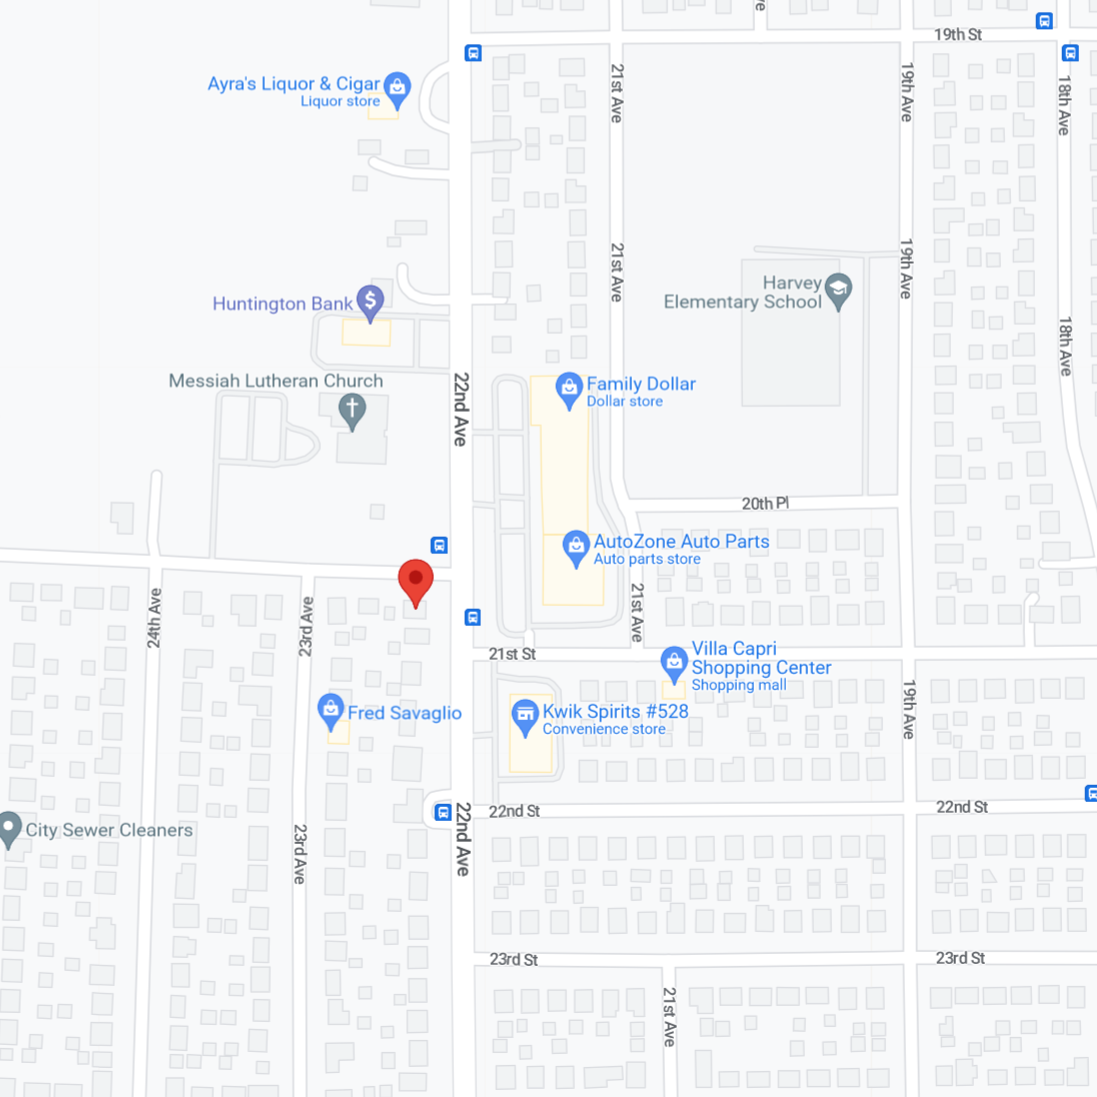 Ave
19th St
Ayra's Liquor & Cigar
Liquor store
21st Ave
19th Ave
18th Ave
21st Ave
19th Ave
Harvey
Elementary School
Huntington Bank
18th Ave
Messiah Lutheran Church
22nd Ave
Family Dollar
Dollar store
20th Pl
AutoZone Auto Parts
Auto parts store
24th Ave
23rd Ave
21st Ave
21st St
Villa Capri
Shopping Center
Shopping mall
19th Ave
Fred Savaglio
Kwik Spirits #528
Convenience store
22nd St
22nd St
City Sewer Cleaners
23rd Ave
22nd Ave
23rd St
23rd St
21st Ave